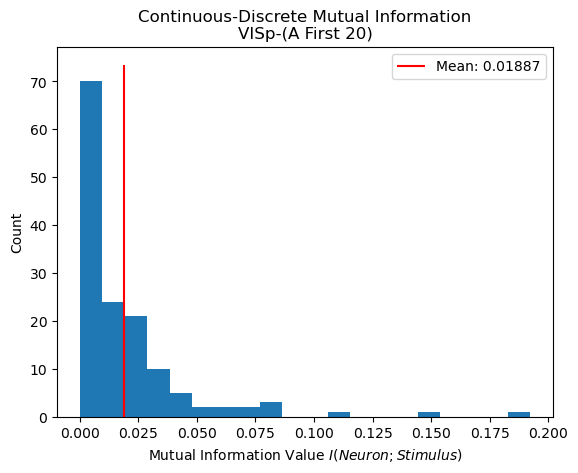 Continuous-Discrete Mutual Information
VISp-(A First 20)
Mean: 0.01887
70
60
50
40
30
20
10
0
Count
0.000 0.025 0.050 0.075 0.100 0.125 0.150 0.175 0.200
Mutual Information Value I(Neuron; Stimulus)